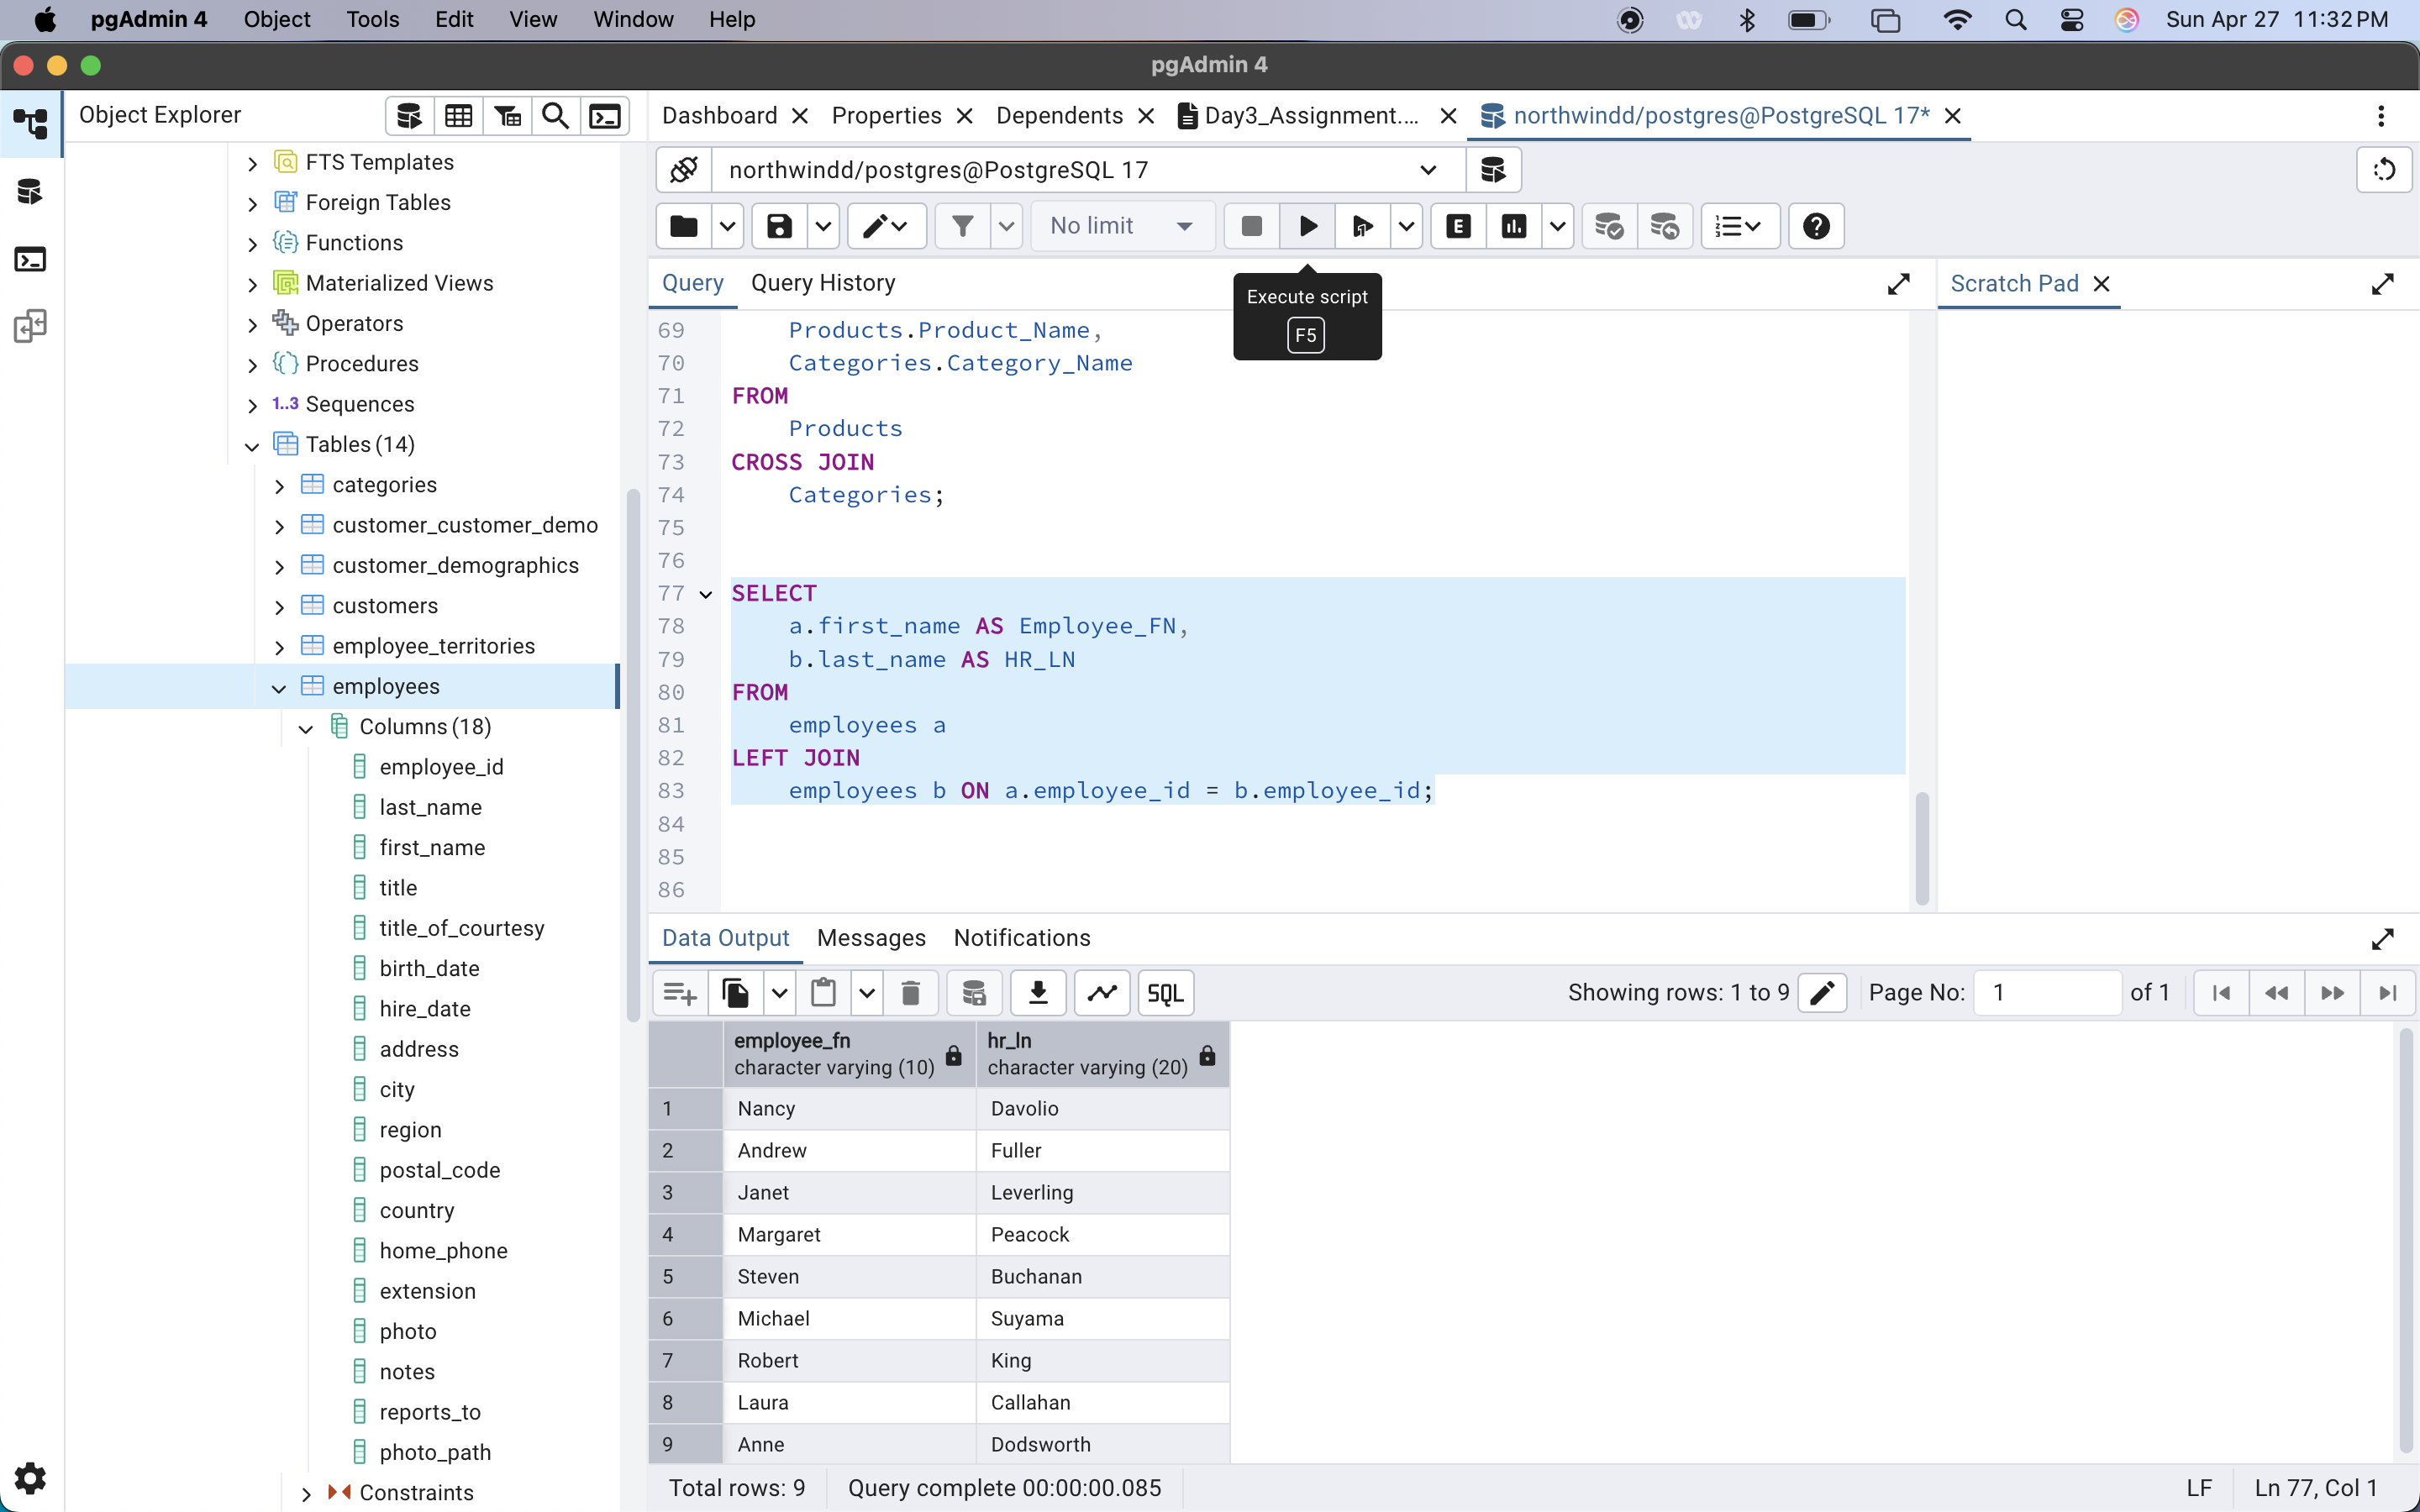 pgAdmin 4 Object Tools Edit View Window Help Sun Apr 27 11:32 PM
pgAdmin 4
Object Explorer
FTS Templates
Foreign Tables
Functions
Materialized Views
Operators
Procedures
1..3 Sequences
Tables (14)
categories
customer_customer_demo
customer_demographics
customers
employee_territories
employees
Columns (18)
employee_id
last_name
first_name
title
title_of_courtesy
birth_date
hire_date
address
city
region
postal_code
country
home_phone
extension
photo
notes
reports_to
photo_path
Constraints
Dashboard Properties Dependents Day3_Assignment.... northwindd/postgres@PostgreSQL 17*
northwindd/postgres@PostgreSQL 17
No limit E
Query Query History
Execute script
F5
Scratch Pad
69 Products.Product_Name,
70 Categories.Category_Name
71 FROM
72 Products
73 CROSS JOIN
74 Categories;
75
76
77 SELECT
78 a.first_name AS Employee_FN,
79 b.last_name AS HR_LN
80 FROM
81 employees a
82 LEFT JOIN
83 employees b ON a.employee_id = b.employee_id;
84
85
86
Data Output Messages Notifications
SQL Showing rows: 1 to 9 Page No: 1 of 1
employee_fn hr_ln
character varying (10) character varying (20)
1 Nancy Davolio
2 Andrew Fuller
3 Janet Leverling
4 Margaret Peacock
5 Steven Buchanan
6 Michael Suyama
7 Robert King
8 Laura Callahan
9 Anne Dodsworth
Total rows: 9 Query complete 00:00:00.085 LF Ln 77, Col 1